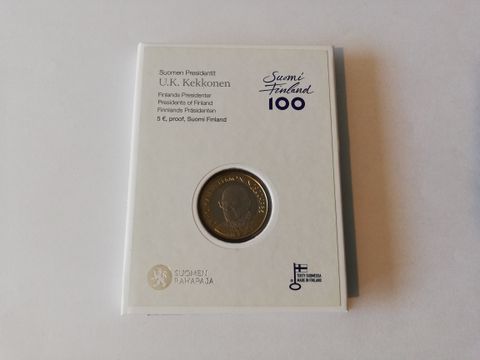 Suomen Presidentit
U.K. Kekkonen
Finlands Presidenter
Presidents of Finland
Finnlands Präsidenten
5 €, proof, Suomi Finland
Suomi
Finland
100
SUOMEN
RAHAPAJA
TEHTY SUOMESSA
MADE IN FINLAND